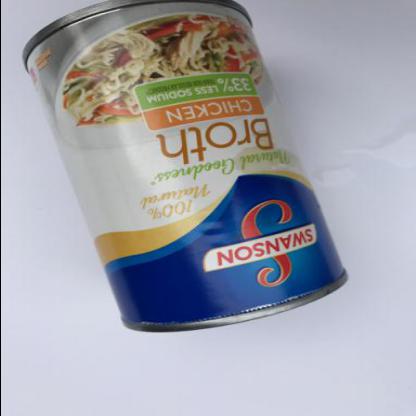 S
SWANSON
100%
Natural
Natural Goodness
Broth
CHICKEN
33% LESS SODIUM